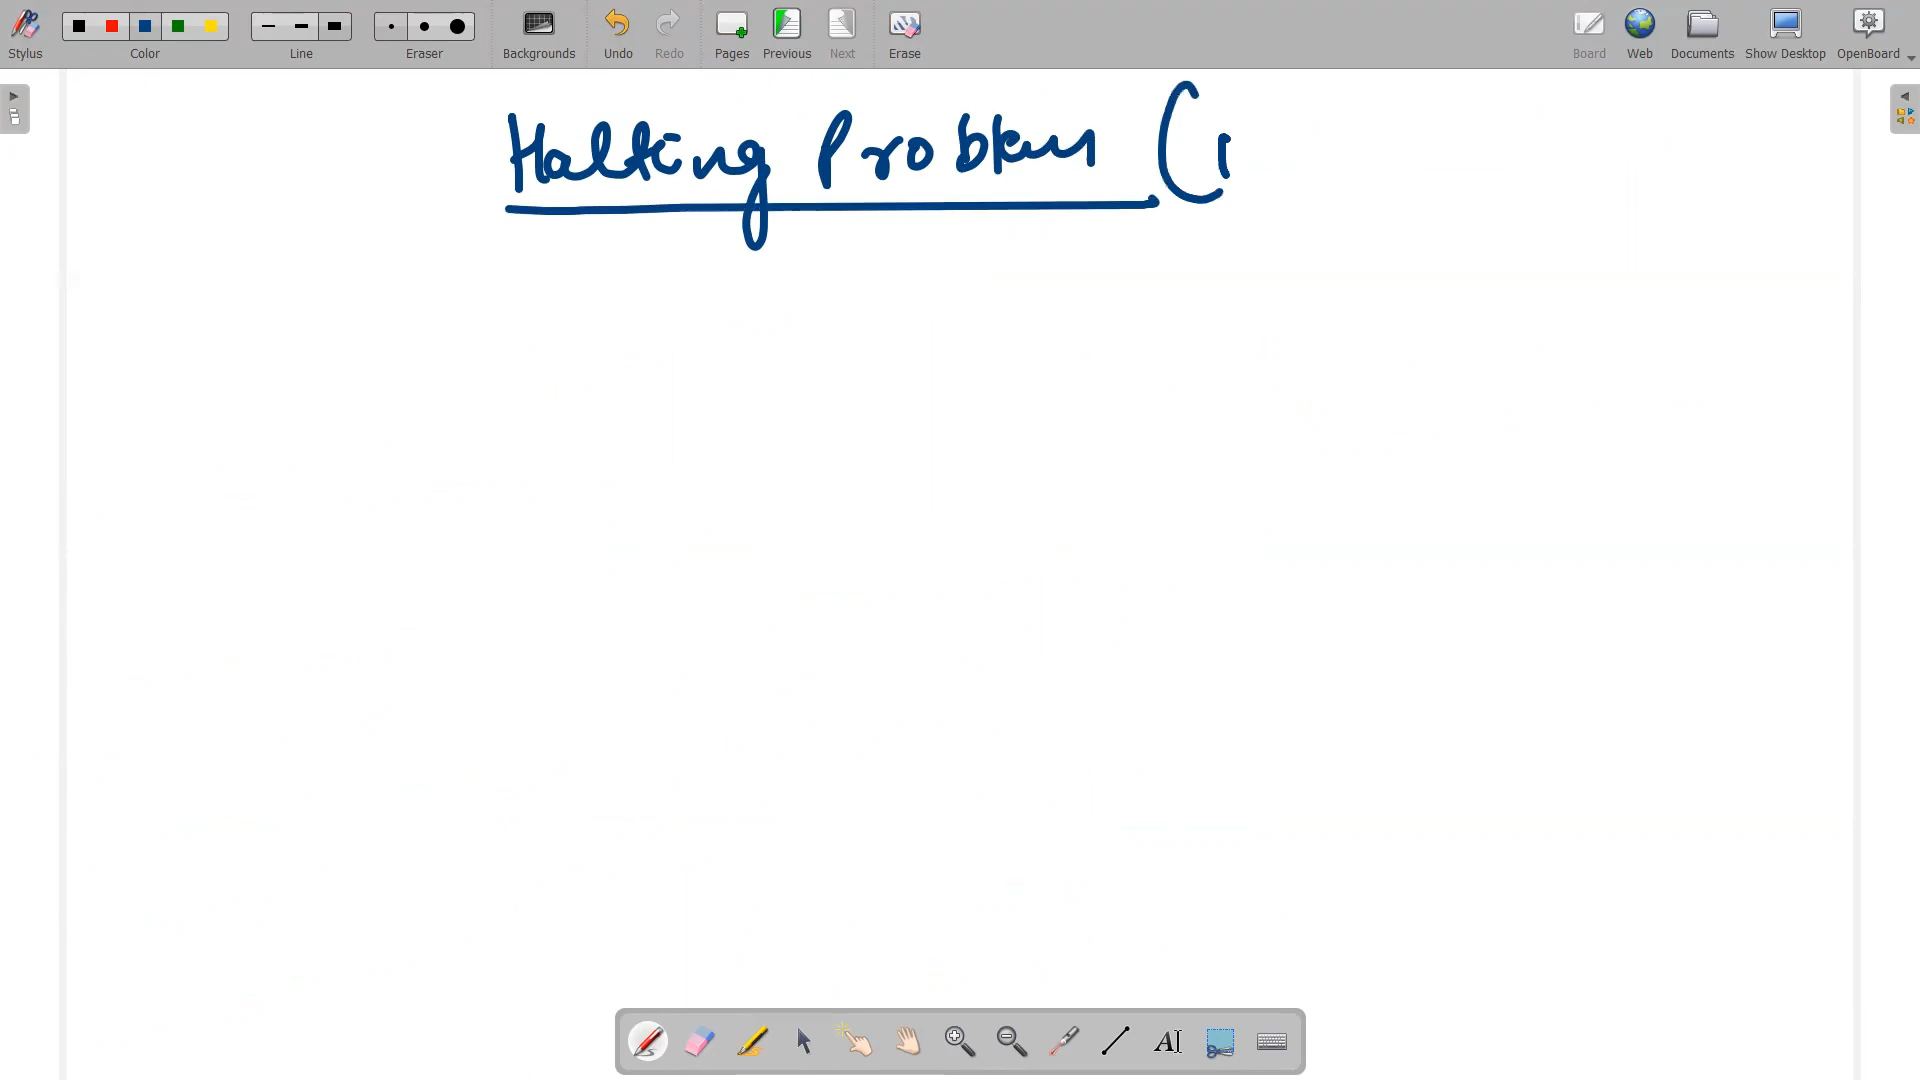 Stylus Color Line Eraser Backgrounds Undo Redo Pages Previous Next Erase Board Web Documents Show Desktop OpenBoard
Halting Problem (
A